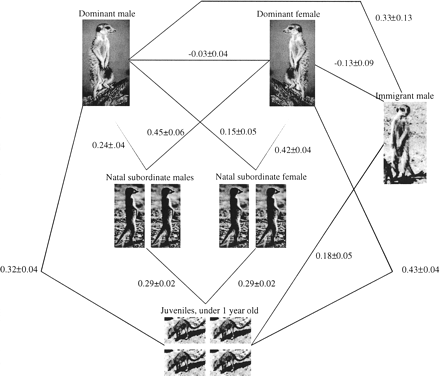 Dominant male
Dominant female
0.33±0.13
-0.03±0.04
-0.13±0.09
Immigrant male
0.24±.04
0.45±0.06
0.15±0.05
0.42±0.04
Natal subordinate males
Natal subordinate female
0.18±0.05
0.32±0.04
0.29±0.02
0.29±0.02
0.43±0.04
Juveniles, under 1 year old